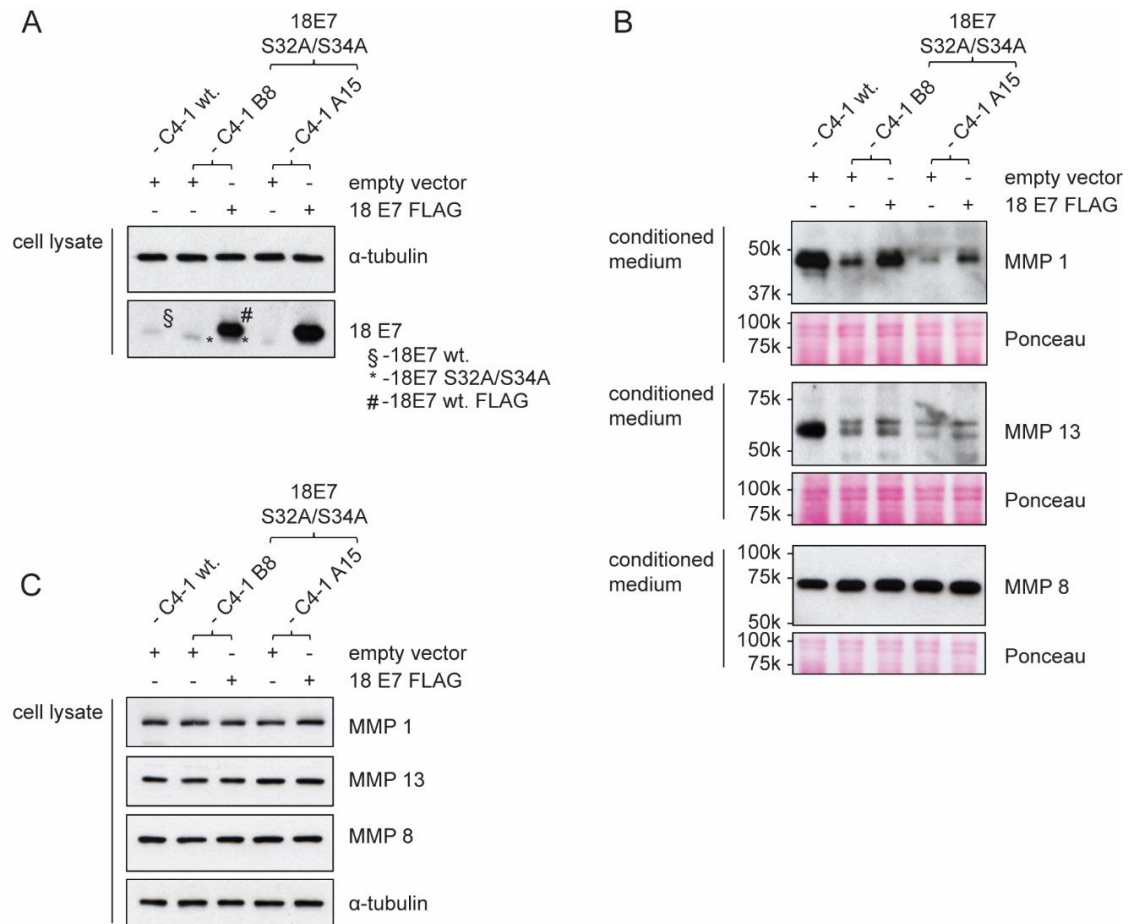 A
18E7
S32A/S34A
- C4-1 wt.
- C4-1 B8
- C4-1 A15
+ + - + - empty vector
- - + - + 18 E7 FLAG
cell lysate
α-tubulin
§ # * *
18 E7
§ -18E7 wt.
* -18E7 S32A/S34A
# -18E7 wt. FLAG
B
18E7
S32A/S34A
- C4-1 wt.
- C4-1 B8
- C4-1 A15
+ + - + - empty vector
- - + - + 18 E7 FLAG
conditioned
medium
50k
37k
MMP 1
100k
75k
Ponceau
conditioned
medium
75k
50k
MMP 13
100k
75k
Ponceau
conditioned
medium
100k
75k
50k
MMP 8
100k
75k
Ponceau
C
18E7
S32A/S34A
- C4-1 wt.
- C4-1 B8
- C4-1 A15
+ + - + - empty vector
- - + - + 18 E7 FLAG
cell lysate
MMP 1
MMP 13
MMP 8
α-tubulin